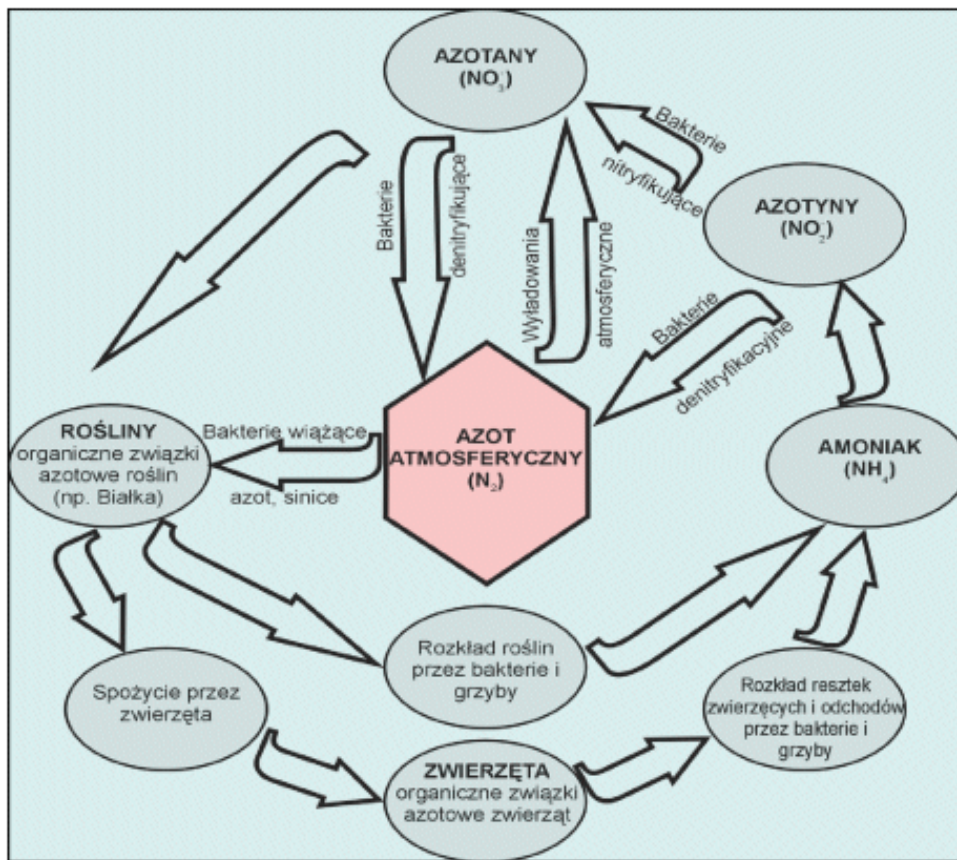 AZOTANY
(NO₃⁻)
Bakterie
nitryfikujące
AZOTYNY
(NO₂⁻)
Bakterie
denitryfikujące
Wyładowania
atmosferyczne
Bakterie
denitryfikacyjne
ROŚLINY
organiczne związki
azotowe roślin
(np. Białka)
Bakterie wiążące
azot, sinice
AZOT
ATMOSFERYCZNY
(N₂)
AMONIAK
(NH₄)
Rozkład roślin
przez bakterie i
grzyby
Spożycie przez
zwierzęta
Rozkład resztek
zwierzęcych i odchodów
przez bakterie i
grzyby
ZWIERZĘTA
organiczne związki
azotowe zwierząt